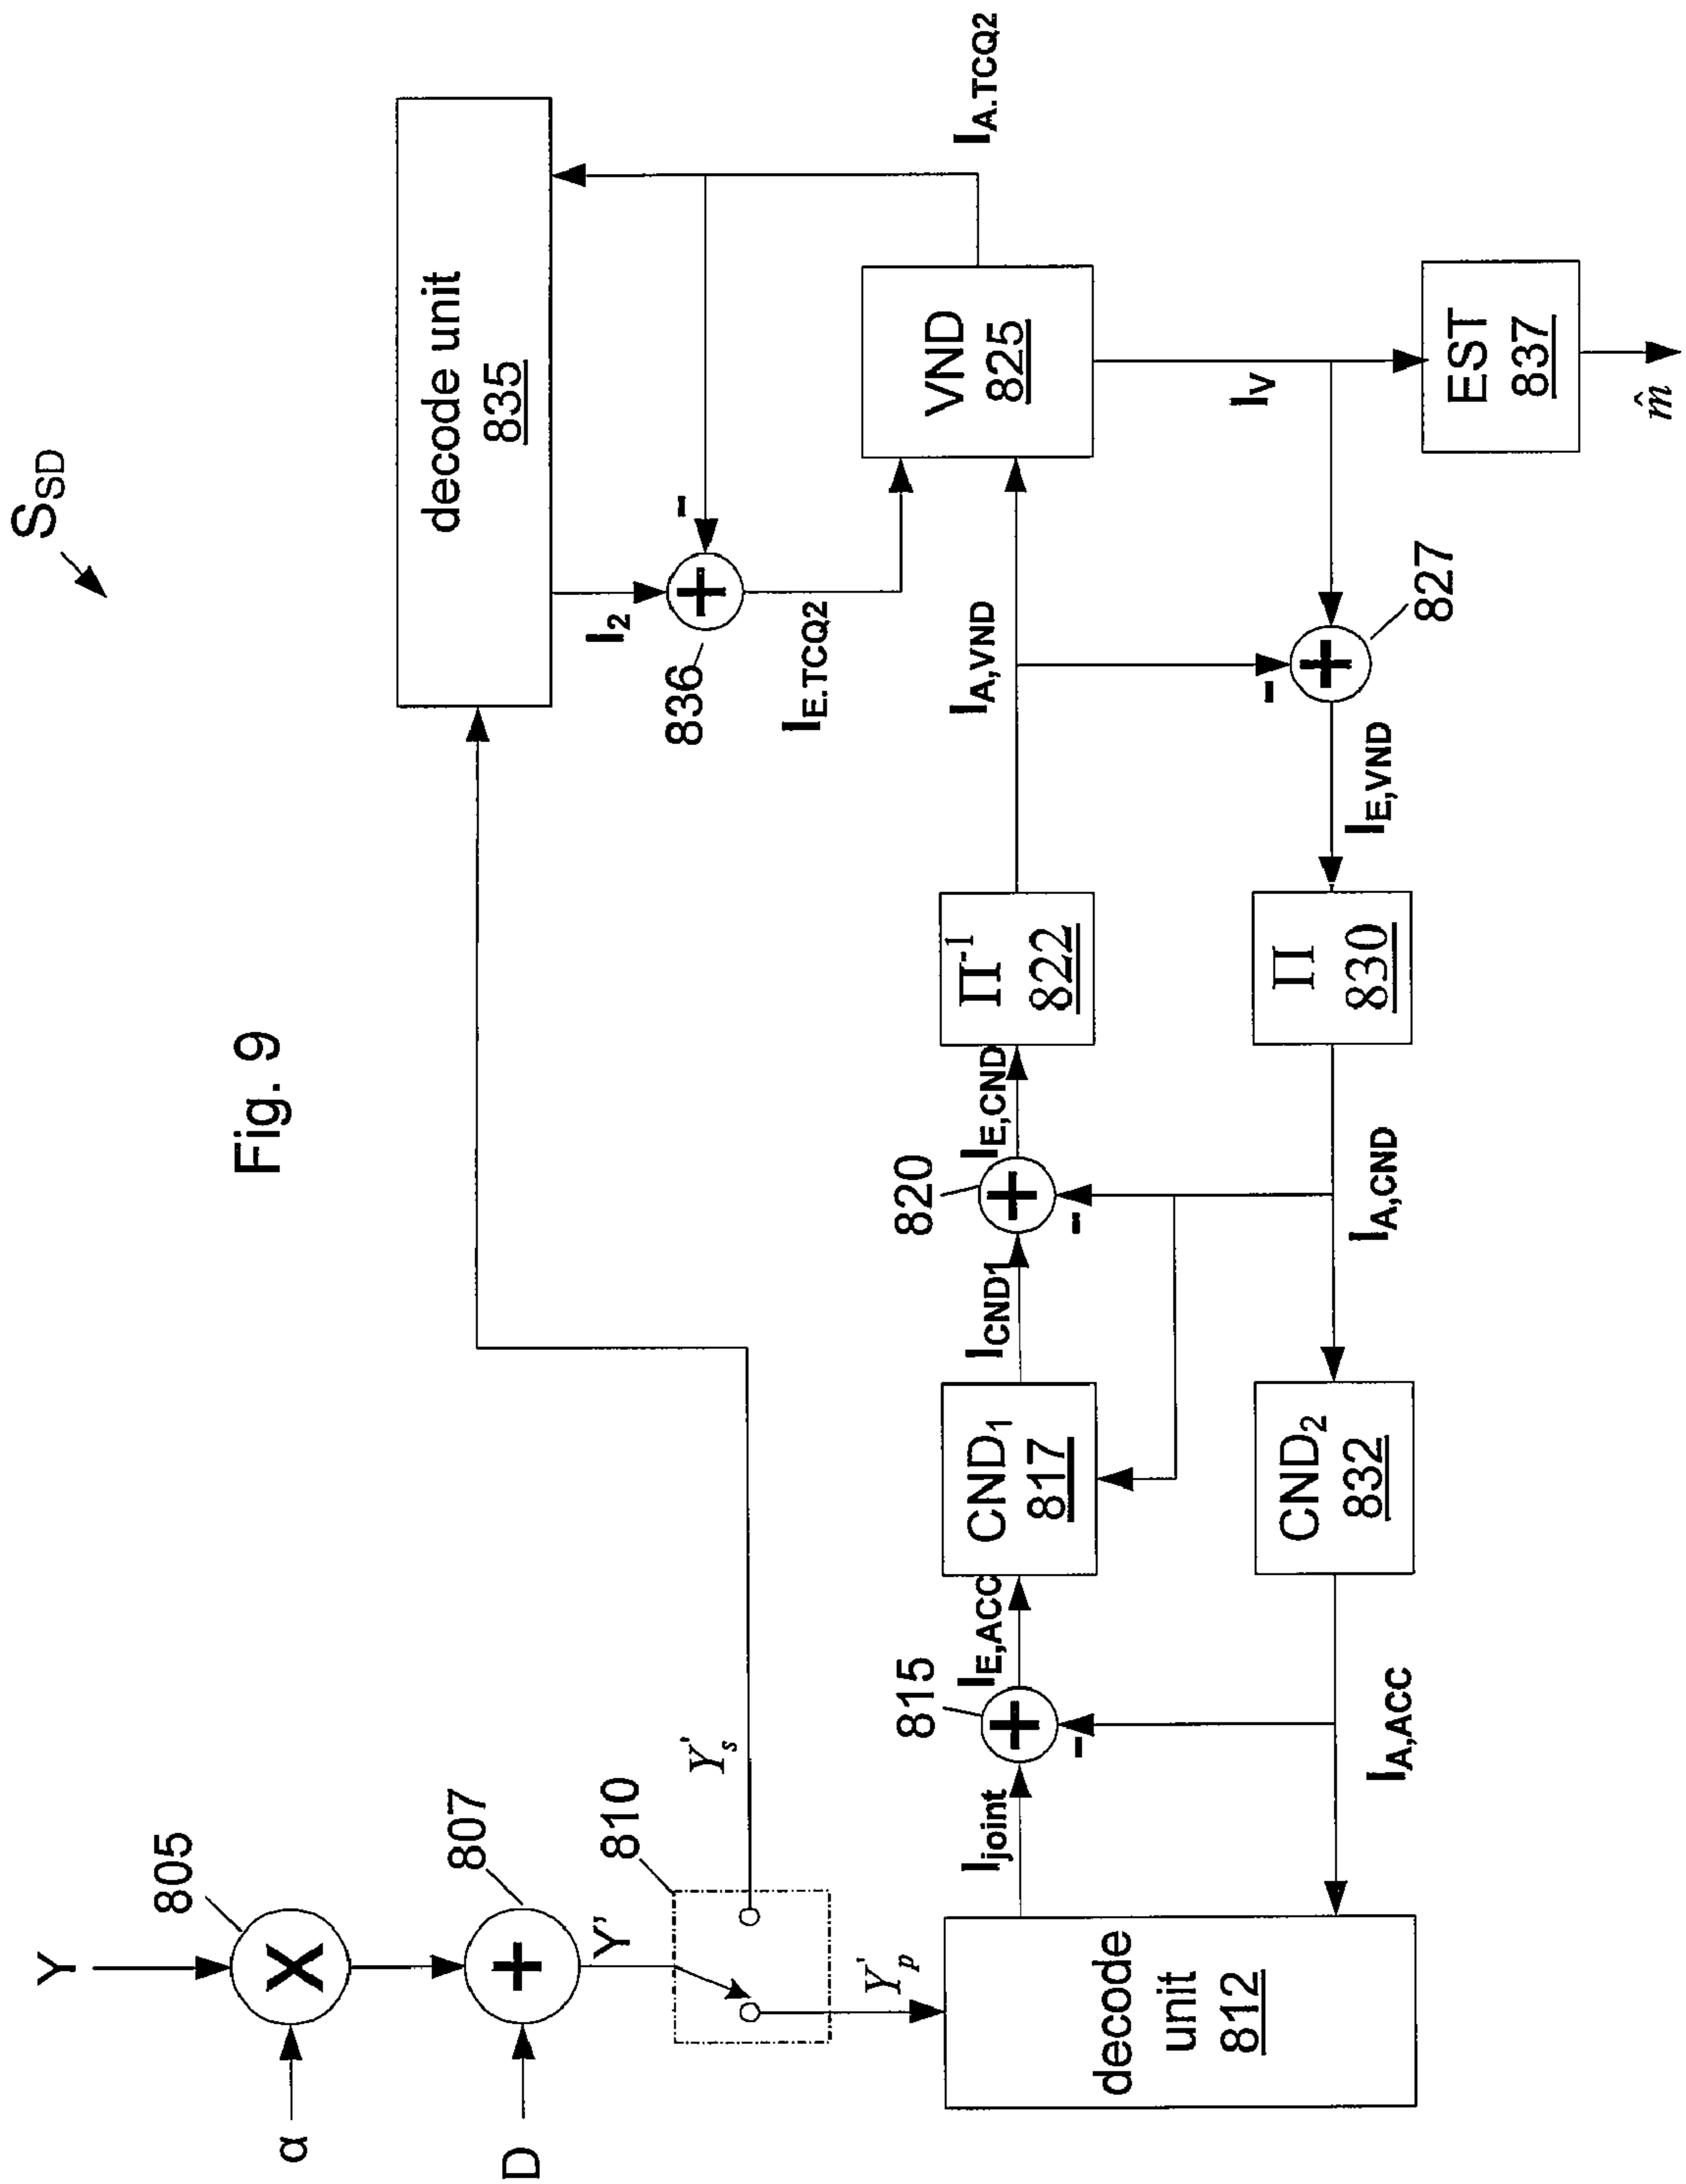 Fig. 9
S_SD
Y
α
805
X
D
807
+
Y'
810
Y'_s
Y'_p
decode
unit
812
I_joint
815
+
-
I_E,ACC
I_A,ACC
CND_1
817
I_CND1
CND_2
832
820
+
-
I_E,CND
I_A,CND
Π^-1
822
Π
830
I_A,VND
I_E,VND
827
+
-
decode unit
835
I_2
836
+
-
I_E.TCQ2
I_A.TCQ2
VND
825
I_V
EST
837
m̂